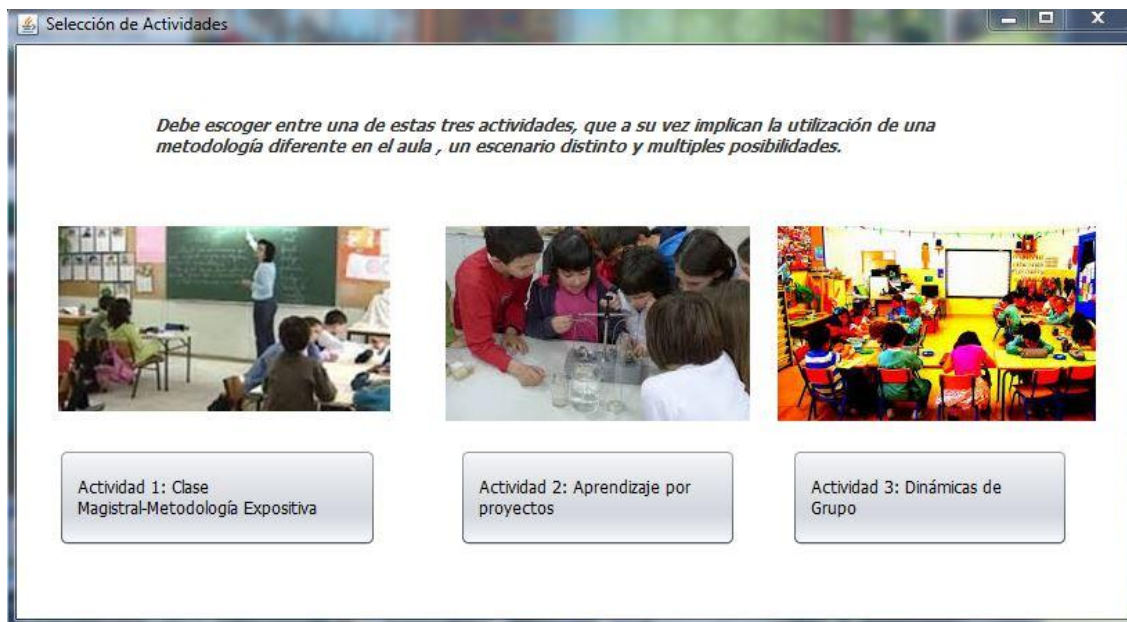 Selección de Actividades
Debe escoger entre una de estas tres actividades, que a su vez implican la utilización de una
metodología diferente en el aula , un escenario distinto y multiples posibilidades.
Actividad 1: Clase
Magistral-Metodología Expositiva
Actividad 2: Aprendizaje por
proyectos
Actividad 3: Dinámicas de
Grupo